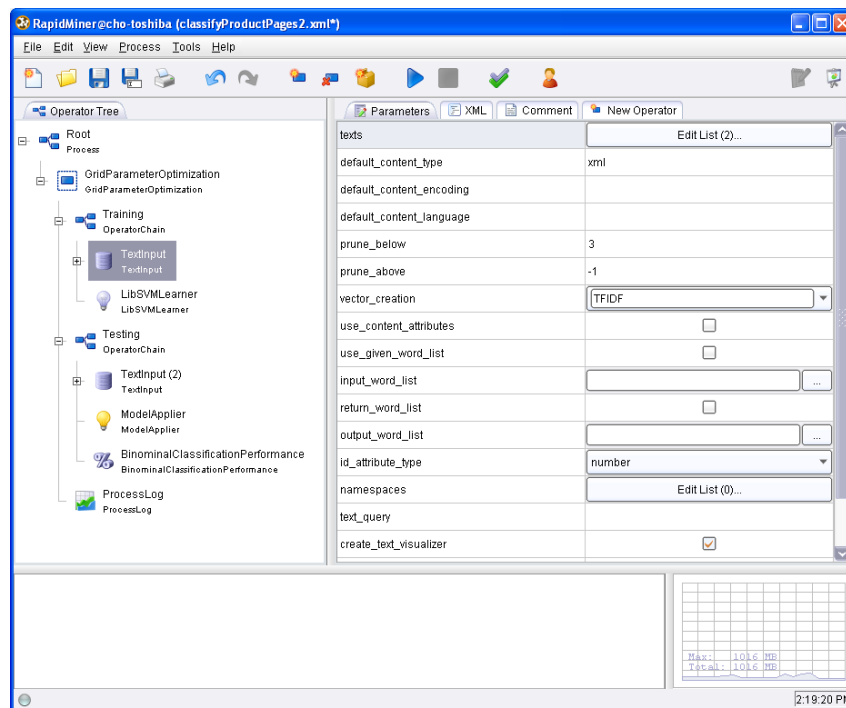 RapidMiner@cho-toshiba (classifyProductPages2.xml*)
File Edit View Process Tools Help
Operator Tree
Parameters XML Comment New Operator
Root
Process
GridParameterOptimization
GridParameterOptimization
Training
OperatorChain
TextInput
TextInput
LibSVMLearner
LibSVMLearner
Testing
OperatorChain
TextInput (2)
TextInput
ModelApplier
ModelApplier
BinominalClassificationPerformance
BinominalClassificationPerformance
ProcessLog
ProcessLog
texts Edit List (2)...
default_content_type xml
default_content_encoding
default_content_language
prune_below 3
prune_above -1
vector_creation TFIDF
use_content_attributes
use_given_word_list
input_word_list ...
return_word_list
output_word_list ...
id_attribute_type number
namespaces Edit List (0)...
text_query
create_text_visualizer
Max: 1016 MB
Total: 1016 MB
2:19:20 PM